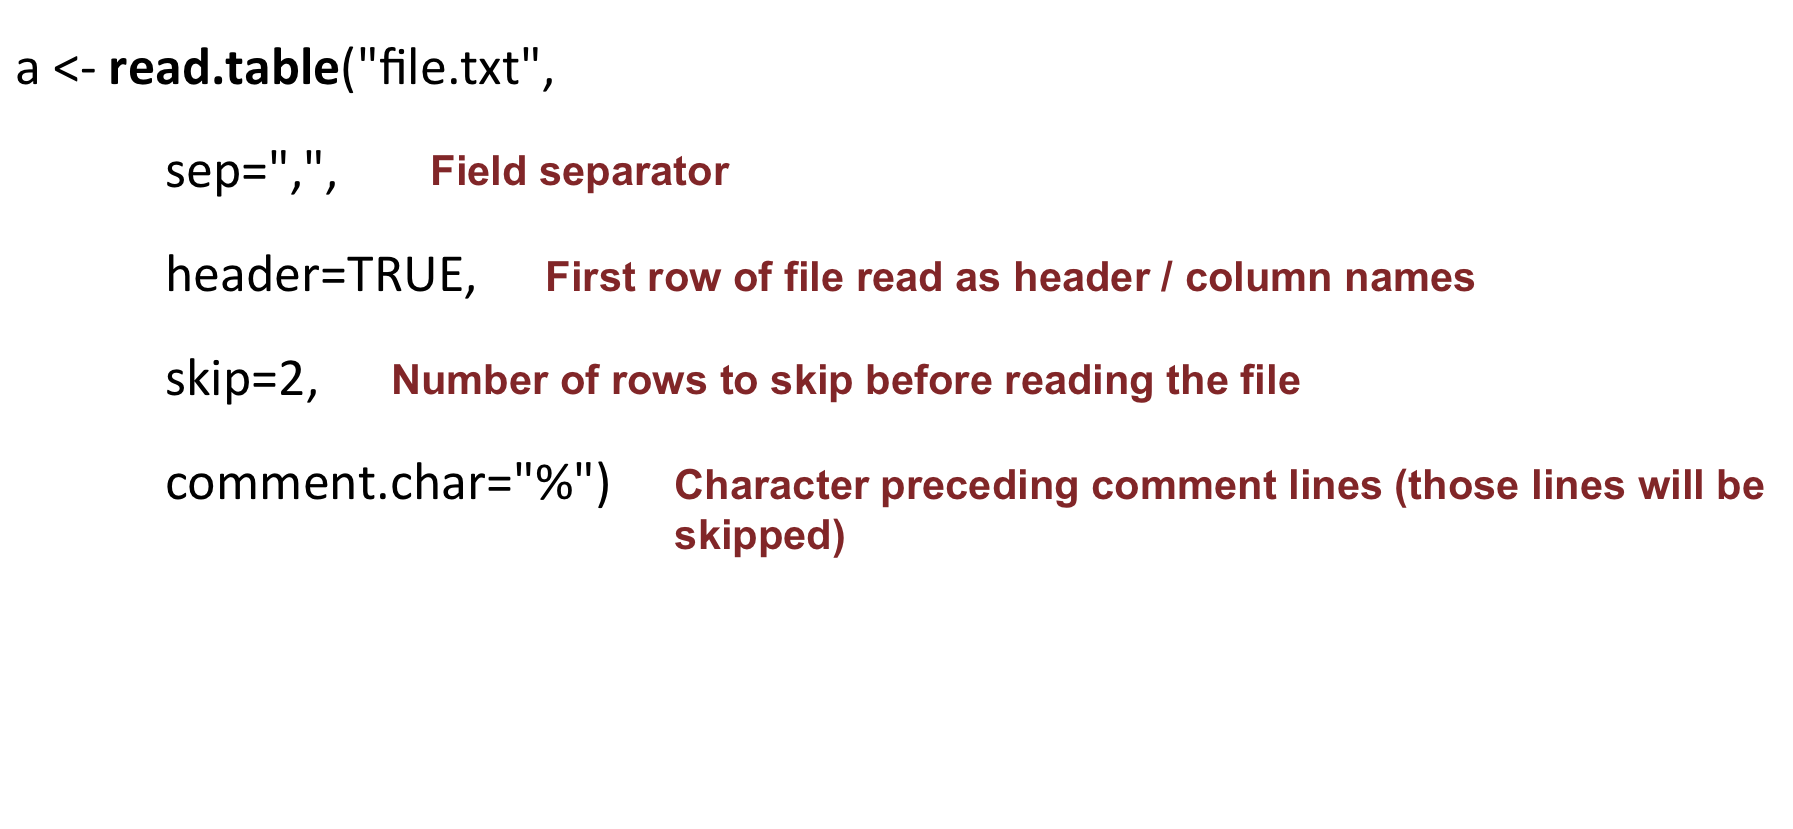 a <- read.table("file.txt",
sep=",", Field separator
header=TRUE, First row of file read as header / column names
skip=2, Number of rows to skip before reading the file
comment.char="%") Character preceding comment lines (those lines will be
skipped)